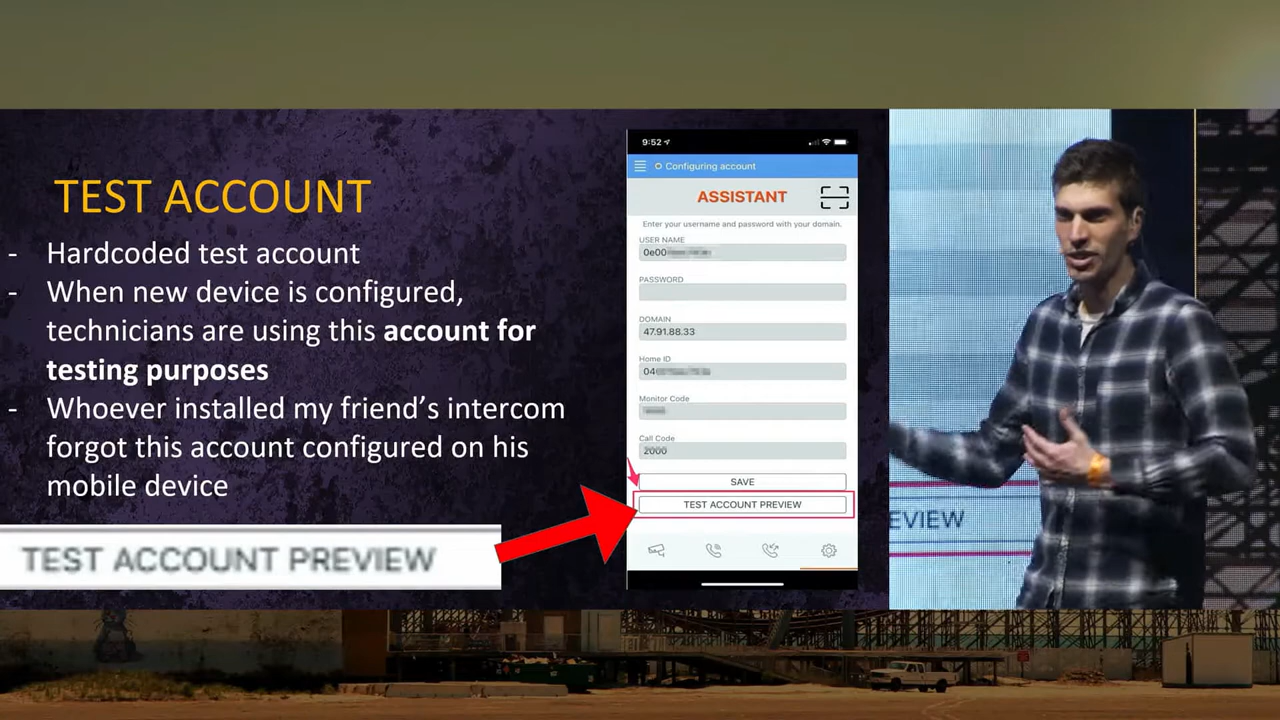 TEST ACCOUNT
- Hardcoded test account
- When new device is configured,
technicians are using this account for
testing purposes
- Whoever installed my friend's intercom
forgot this account configured on his
mobile device
TEST ACCOUNT PREVIEW
9:52
Configuring account
ASSISTANT
Enter your username and password with your domain.
USER NAME
0e00
PASSWORD
DOMAIN
47.91.88.33
Home ID
04
Monitor Code
Call Code
2000
SAVE
TEST ACCOUNT PREVIEW
EVIEW